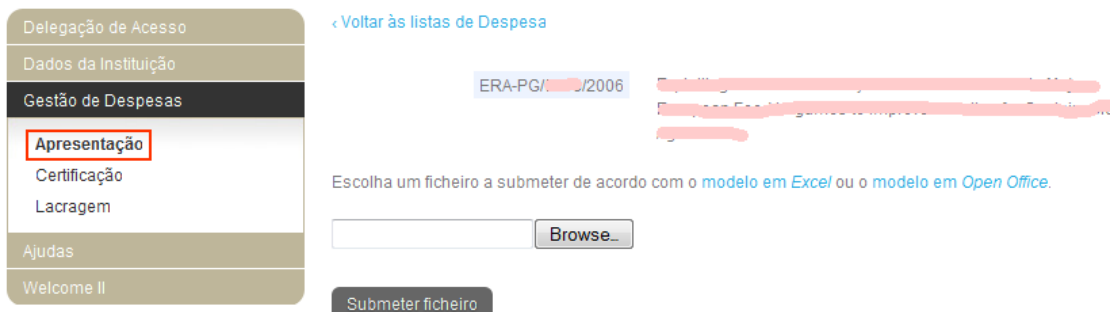 Delegação de Acesso
Dados da Instituição
Gestão de Despesas
Apresentação
Certificação
Lacragem
Ajudas
Welcome II
‹ Voltar às listas de Despesa
ERA-PG/ /2006
to improve
Escolha um ficheiro a submeter de acordo com o modelo em Excel ou o modelo em Open Office.
Browse...
Submeter ficheiro